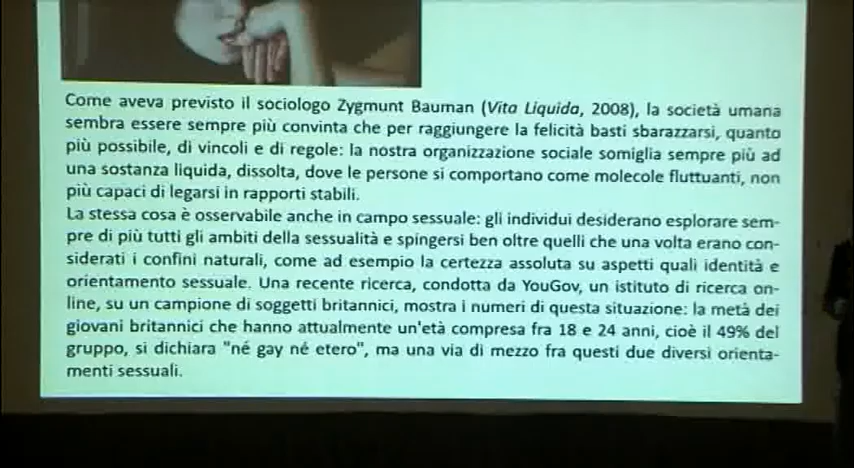 Come aveva previsto il sociologo Zygmunt Bauman (Vita Liquida, 2008), la società umana
sembra essere sempre più convinta che per raggiungere la felicità basti sbarazzarsi, quanto
più possibile, di vincoli e di regole: la nostra organizzazione sociale somiglia sempre più ad
una sostanza liquida, dissolta, dove le persone si comportano come molecole fluttuanti, non
più capaci di legarsi in rapporti stabili.
La stessa cosa è osservabile anche in campo sessuale: gli individui desiderano esplorare sem-
pre di più tutti gli ambiti della sessualità e spingersi ben oltre quelli che una volta erano con-
siderati i confini naturali, come ad esempio la certezza assoluta su aspetti quali identità e
orientamento sessuale. Una recente ricerca, condotta da YouGov, un istituto di ricerca on-
line, su un campione di soggetti britannici, mostra i numeri di questa situazione: la metà dei
giovani britannici che hanno attualmente un'età compresa fra 18 e 24 anni, cioè il 49% del
gruppo, si dichiara "né gay né etero", ma una via di mezzo fra questi due diversi orienta-
menti sessuali.